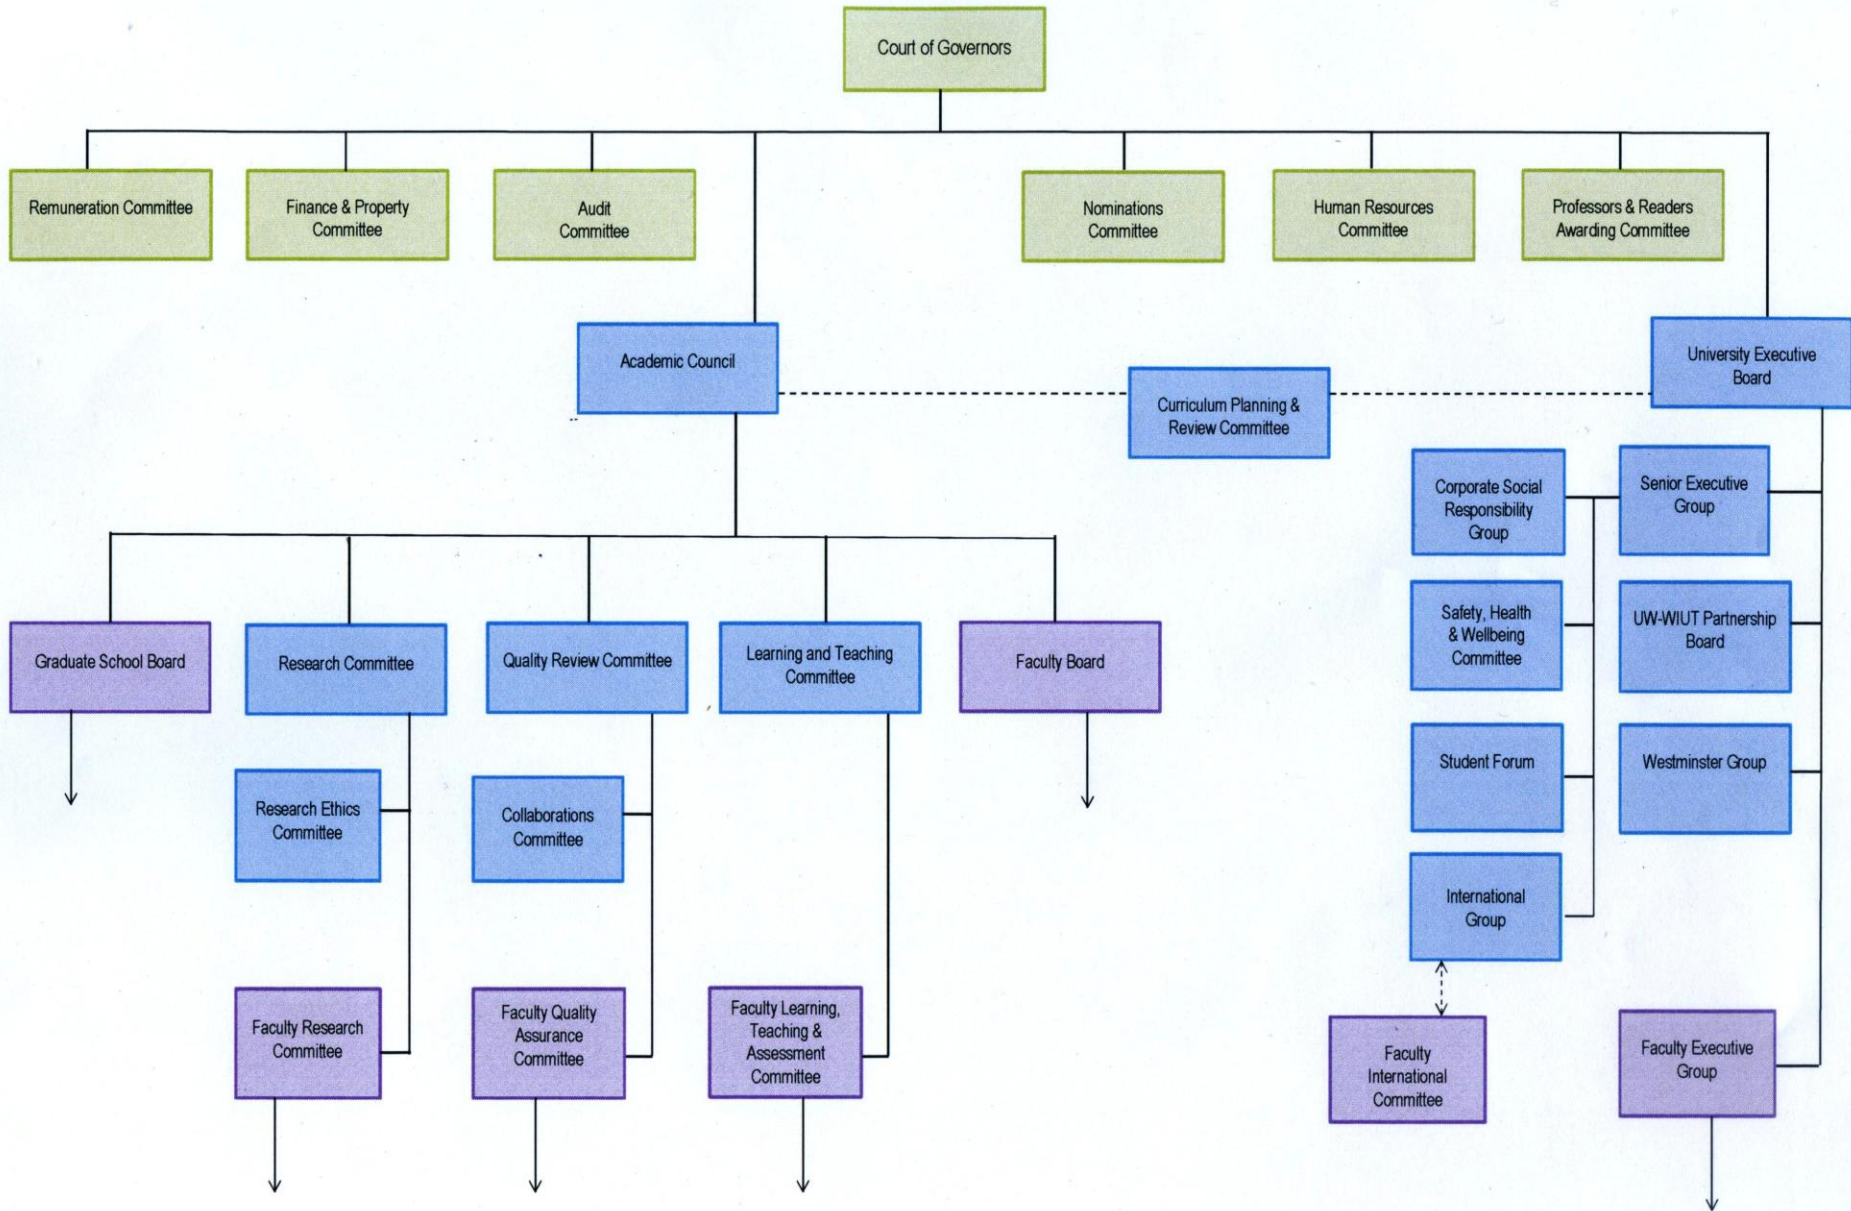 Court of Governors
Remuneration Committee
Finance & Property
Committee
Audit
Committee
Nominations
Committee
Human Resources
Committee
Professors & Readers
Awarding Committee
Academic Council
Curriculum Planning &
Review Committee
University Executive
Board
Corporate Social
Responsibility
Group
Senior Executive
Group
Safety, Health
& Wellbeing
Committee
UW-WIUT Partnership
Board
Student Forum
Westminster Group
International
Group
Graduate School Board
Research Committee
Quality Review Committee
Learning and Teaching
Committee
Faculty Board
Research Ethics
Committee
Collaborations
Committee
Faculty Research
Committee
Faculty Quality
Assurance
Committee
Faculty Learning,
Teaching &
Assessment
Committee
Faculty
International
Committee
Faculty Executive
Group